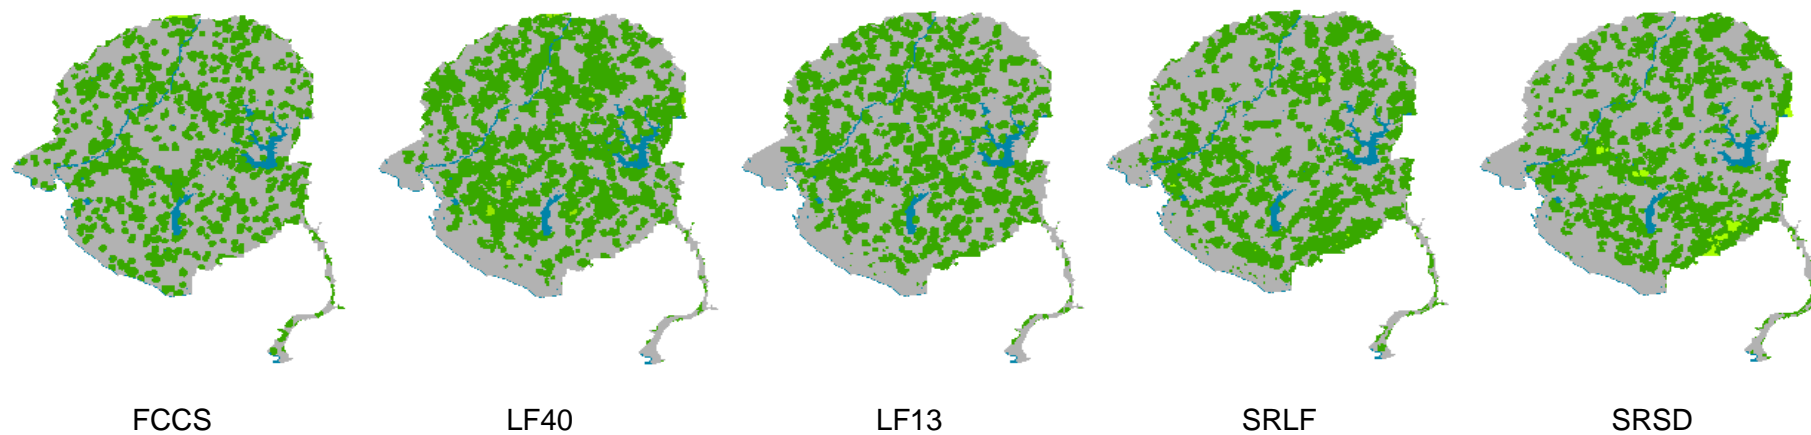 FCCS LF40 LF13 SRLF SRSD